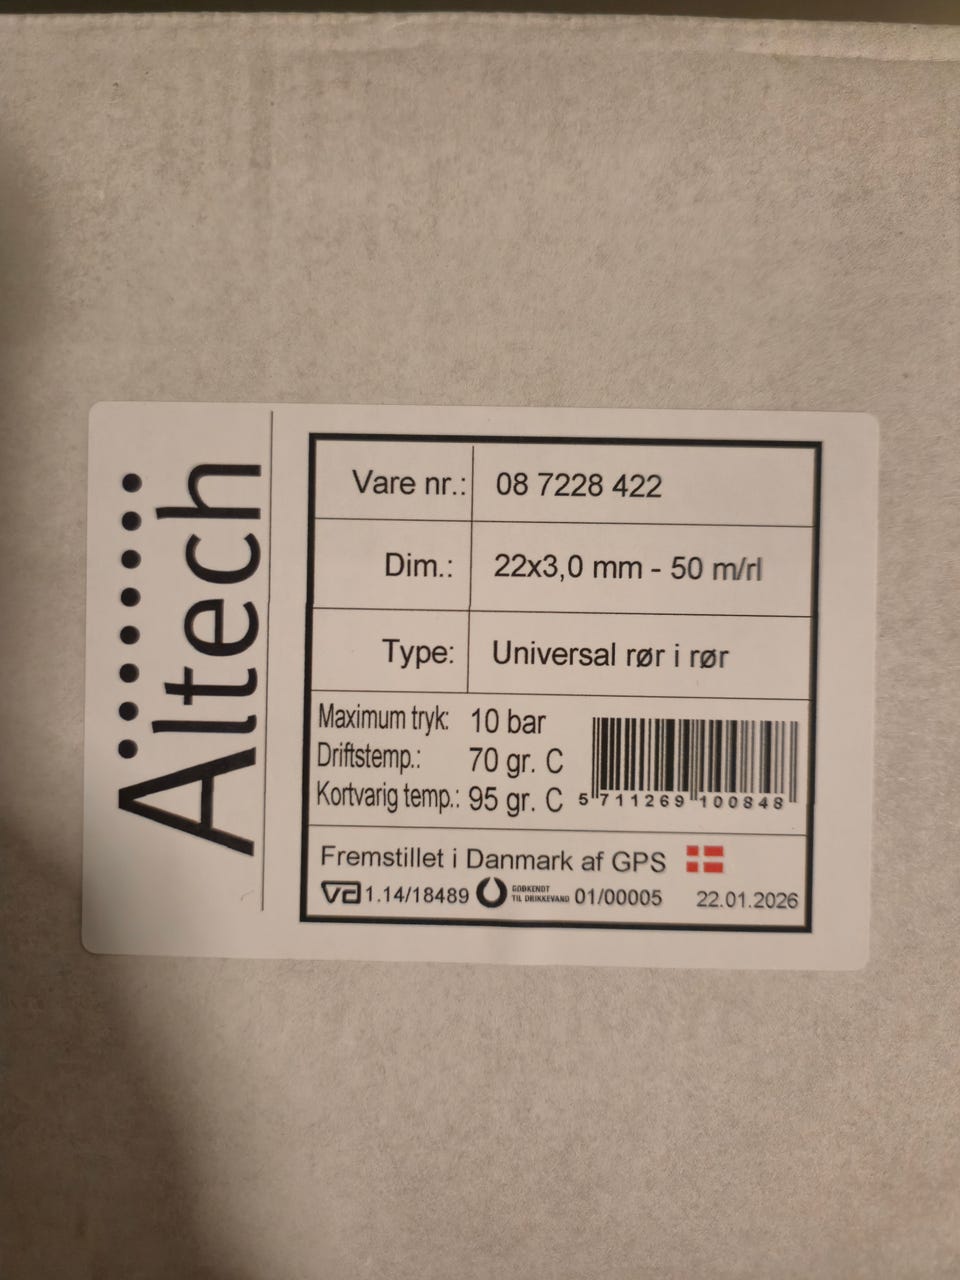 Altech
Vare nr.: 08 7228 422
Dim.: 22x3,0 mm - 50 m/rl
Type: Universal rør i rør
Maximum tryk: 10 bar
Driftstemp.: 70 gr. C
Kortvarig temp.: 95 gr. C
5 711269 100848
Fremstillet i Danmark af GPS
VA 1.14/18489 GODKENDT TIL DRIKKEVAND 01/00005 22.01.2026